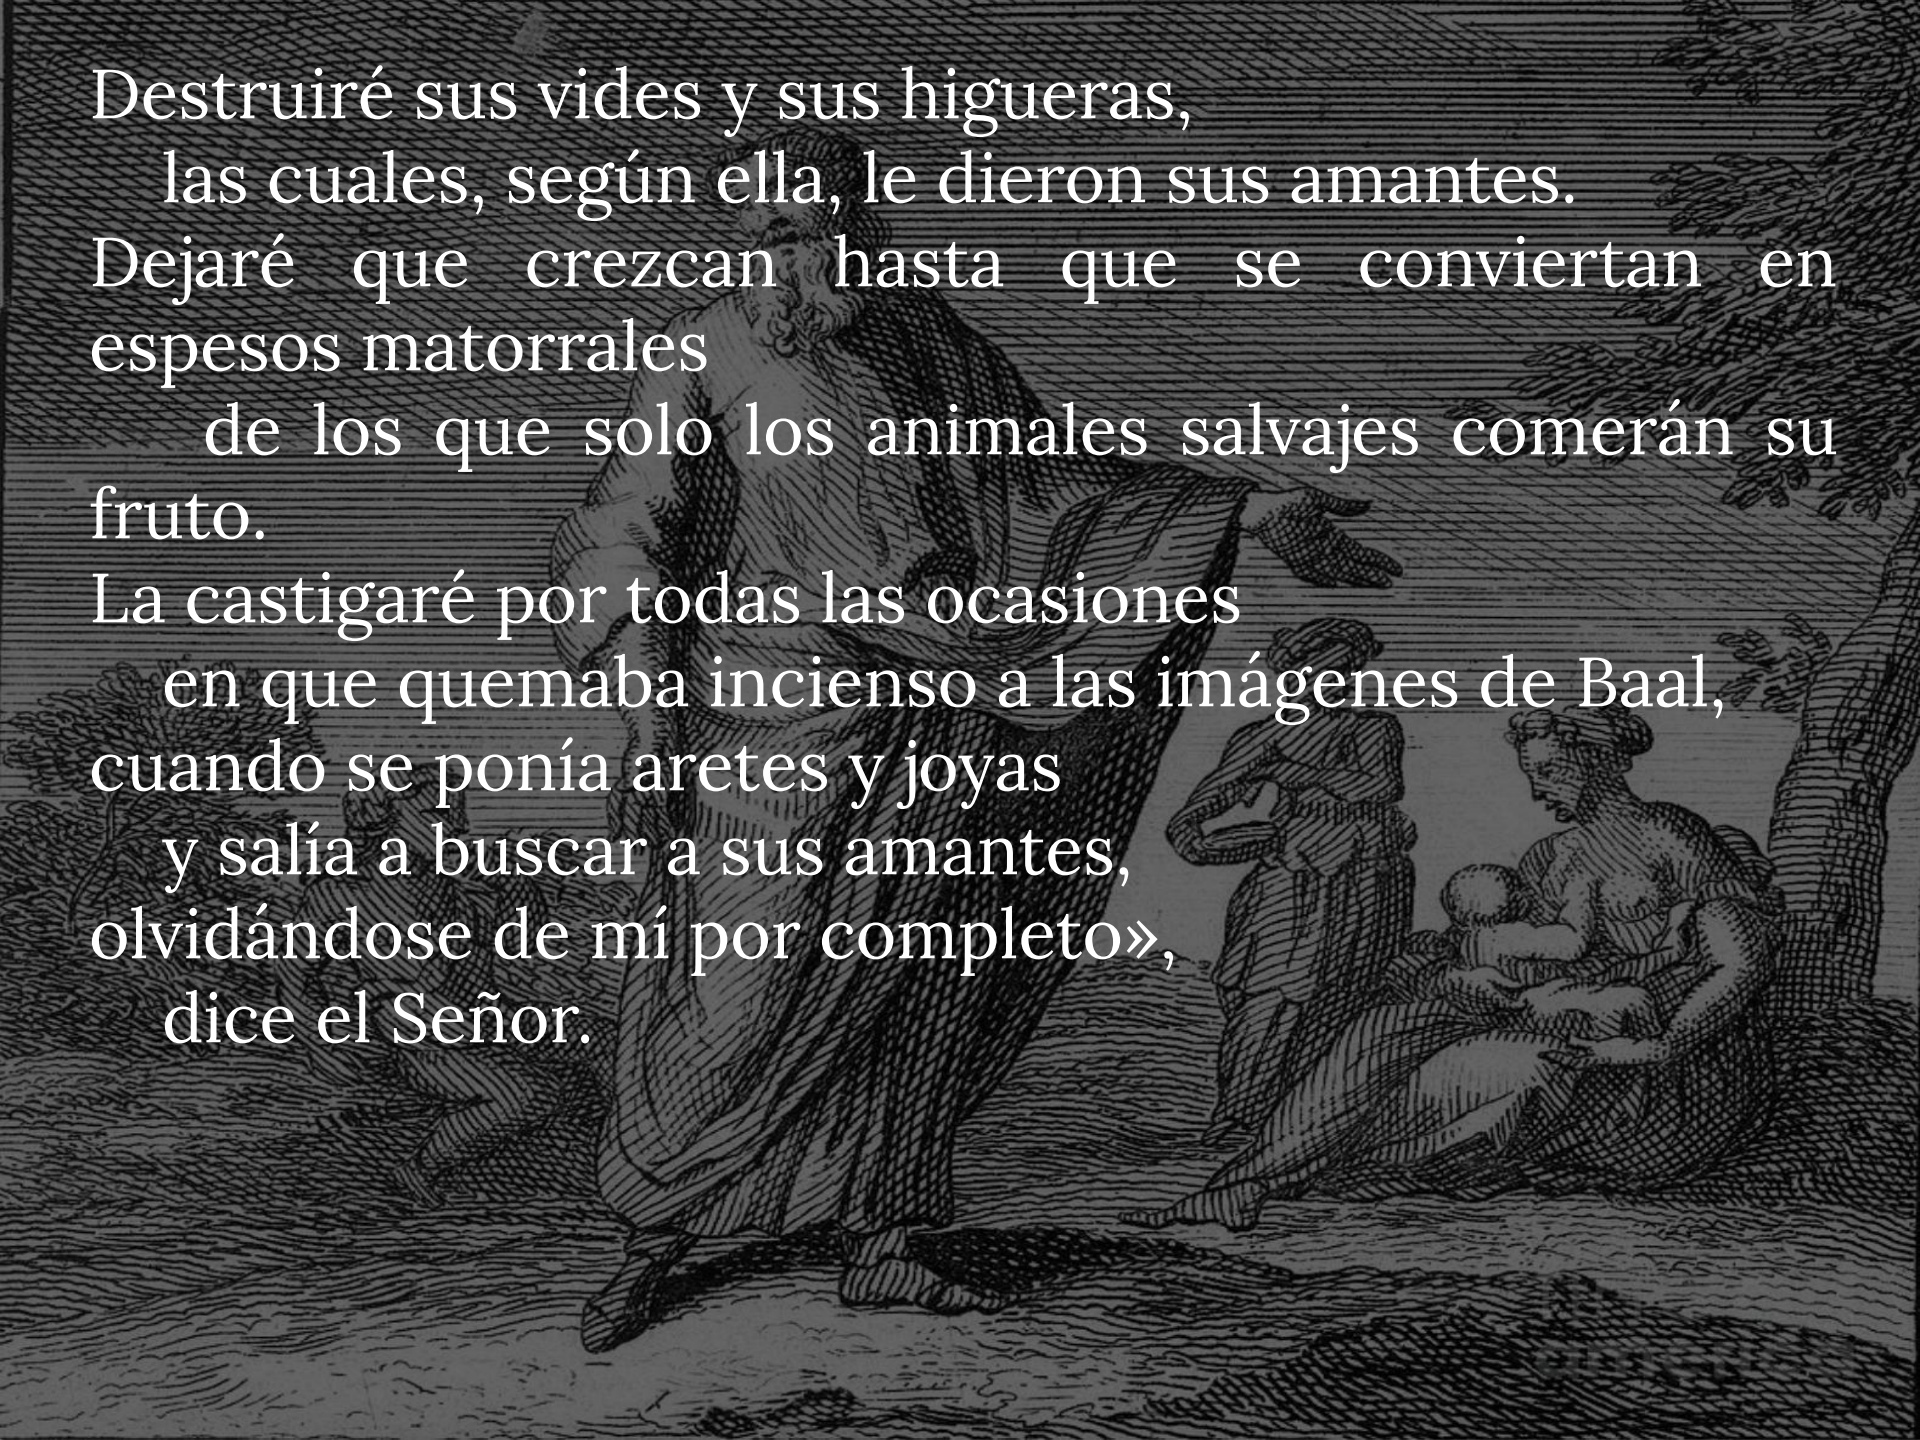 Destruiré sus vides y sus higueras,
las cuales, según ella, le dieron sus amantes.
Dejaré que crezcan hasta que se conviertan en
espesos matorrales
de los que solo los animales salvajes comerán su
fruto.
La castigaré por todas las ocasiones
en que quemaba incienso a las imágenes de Baal,
cuando se ponía aretes y joyas
y salía a buscar a sus amantes,
olvidándose de mí por completo»,
dice el Señor.